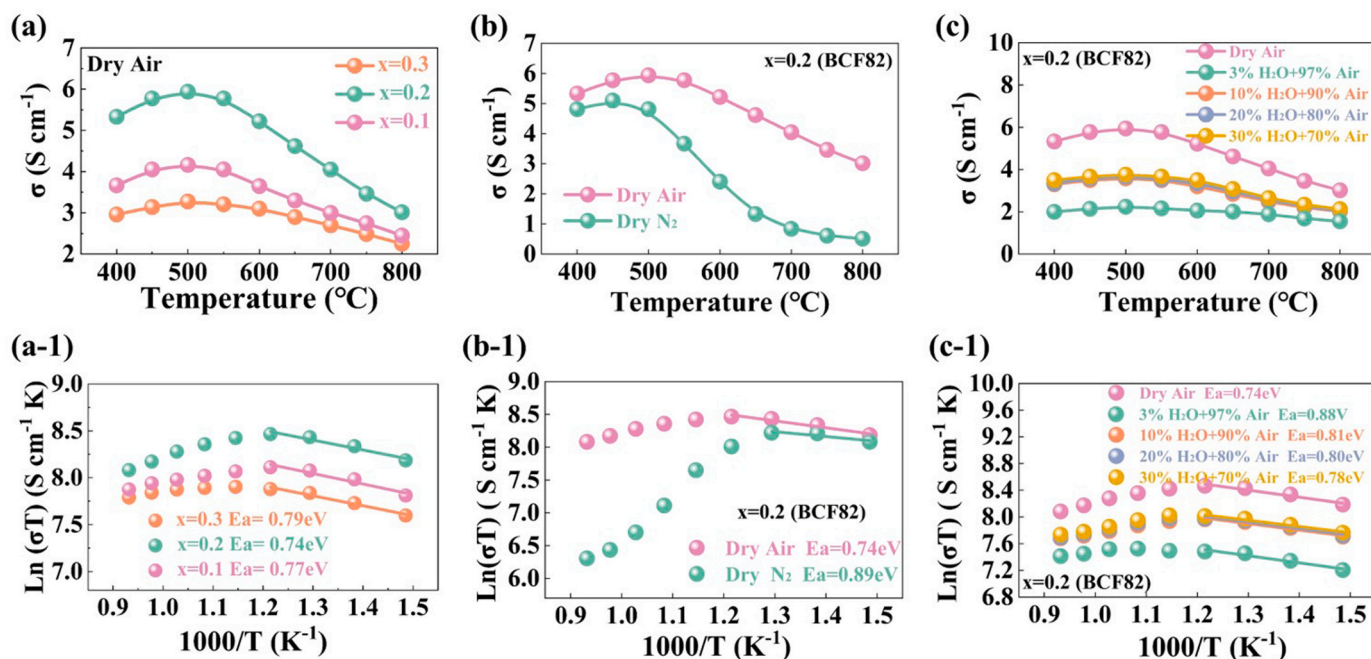 (a)
7
6
5
4
3
2
σ (S cm⁻¹)
Dry Air
x=0.3
x=0.2
x=0.1
400 500 600 700 800
Temperature (℃)
(b)
7
6
5
4
3
2
1
0
σ (S cm⁻¹)
x=0.2 (BCF82)
Dry Air
Dry N₂
400 500 600 700 800
Temperature (℃)
(c)
10
8
6
4
2
0
σ (S cm⁻¹)
x=0.2 (BCF82)
Dry Air
3% H₂O+97% Air
10% H₂O+90% Air
20% H₂O+80% Air
30% H₂O+70% Air
400 500 600 700 800
Temperature (℃)
(a-1)
9.0
8.5
8.0
7.5
7.0
Ln (σT) ( S cm⁻¹ K)
x=0.3 Ea= 0.79eV
x=0.2 Ea= 0.74eV
x=0.1 Ea= 0.77eV
0.9 1.0 1.1 1.2 1.3 1.4 1.5
1000/T (K⁻¹)
(b-1)
9.0
8.5
8.0
7.5
7.0
6.5
6.0
Ln(σT) ( S cm⁻¹ K)
x=0.2 (BCF82)
Dry Air Ea=0.74eV
Dry N₂ Ea=0.89eV
0.9 1.0 1.1 1.2 1.3 1.4 1.5
1000/T (K⁻¹)
(c-1)
10.0
9.6
9.2
8.8
8.4
8.0
7.6
7.2
6.8
Ln(σT) ( S cm⁻¹ K)
Dry Air Ea=0.74eV
3% H₂O+97% Air Ea=0.88V
10% H₂O+90% Air Ea=0.81eV
20% H₂O+80% Air Ea=0.80eV
30% H₂O+70% Air Ea=0.78eV
x=0.2 (BCF82)
0.9 1.0 1.1 1.2 1.3 1.4 1.5
1000/T (K⁻¹)